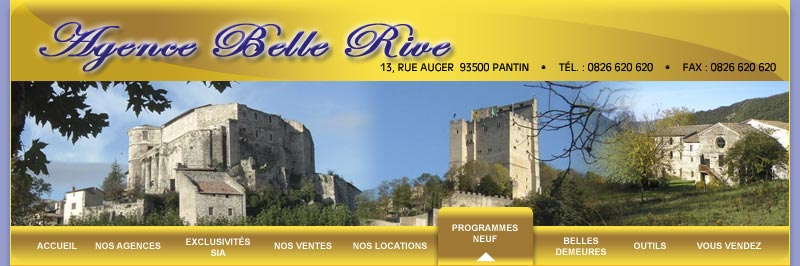 Agence Belle Rive
13, RUE AUGER 93500 PANTIN • TÉL. : 0826 620 620 • FAX : 0826 620 620
ACCUEIL
NOS AGENCES
EXCLUSIVITÉS
SIA
NOS VENTES
NOS LOCATIONS
PROGRAMMES
NEUF
BELLES
DEMEURES
OUTILS
VOUS VENDEZ